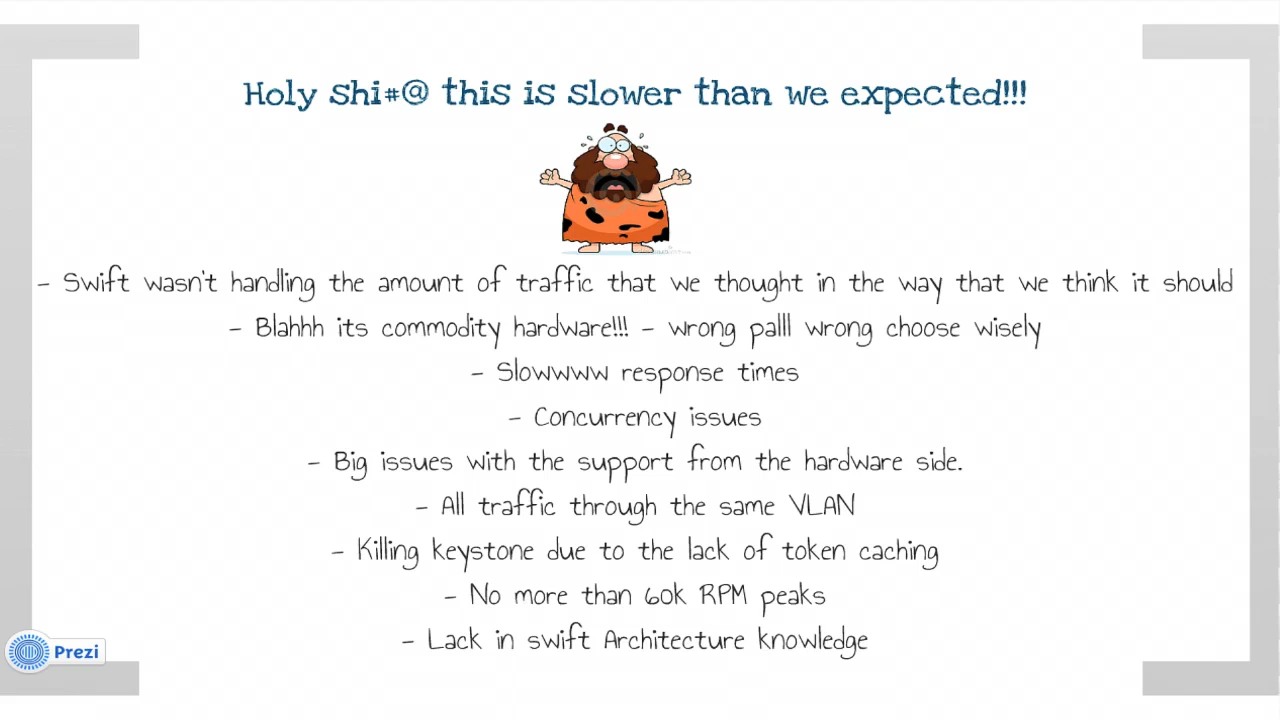 Holy shi#@ this is slower than we expected!!!
- Swift wasn't handling the amount of traffic that we thought in the way that we think it should
- Blahhh its commodity hardware!!! - wrong palll wrong choose wisely
- Slowwww response times
- Concurrency issues
- Big issues with the support from the hardware side.
- All traffic through the same VLAN
- Killing keystone due to the lack of token caching
- No more than 60k RPM peaks
- Lack in swift Architecture knowledge
Prezi